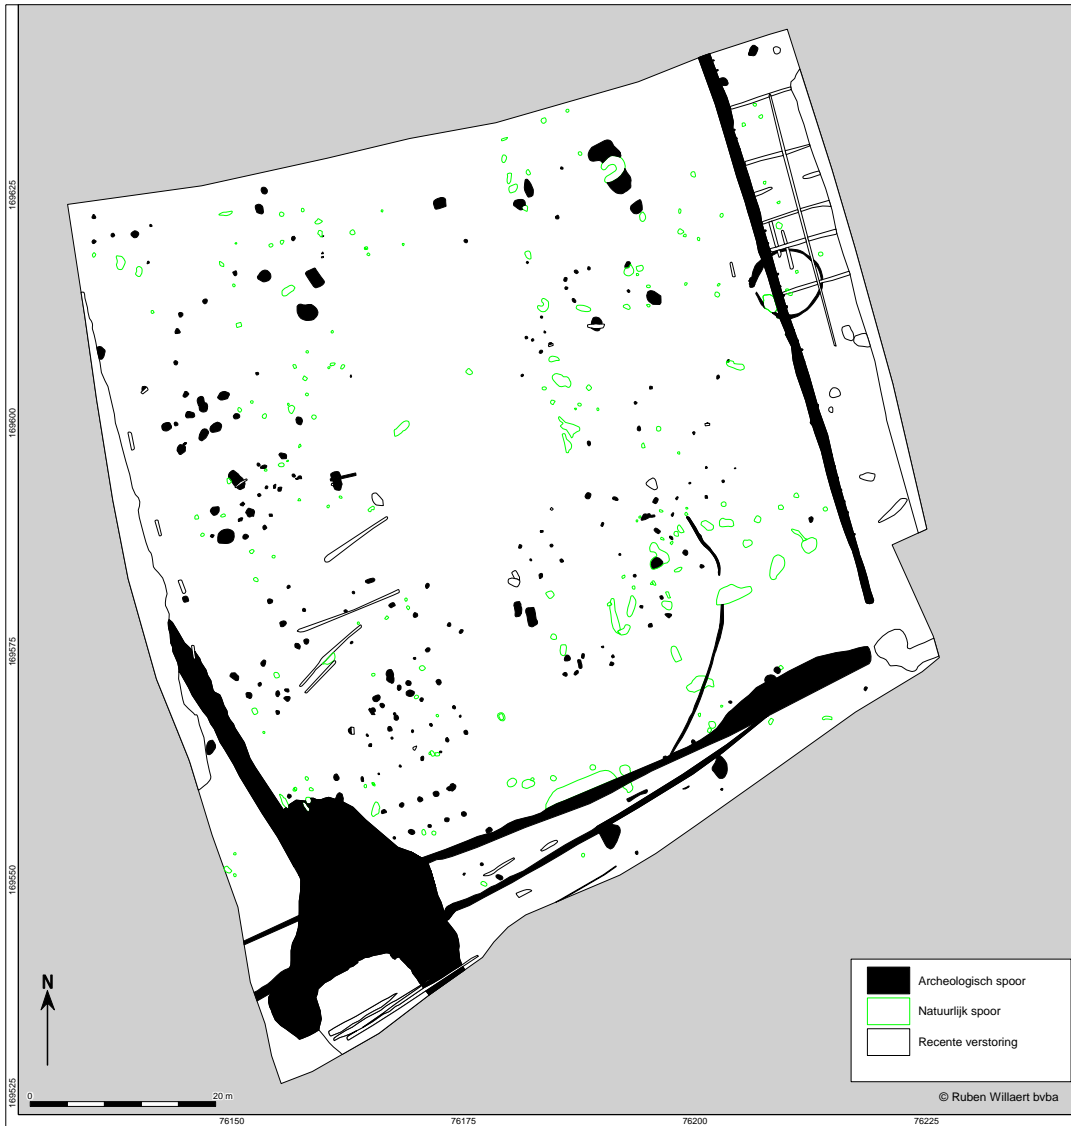 169625
169600
169575
169550
169525
N
0 20 m
Archeologisch spoor
Natuurlijk spoor
Recente verstoring
© Ruben Willaert bvba
76150 76175 76200 76225